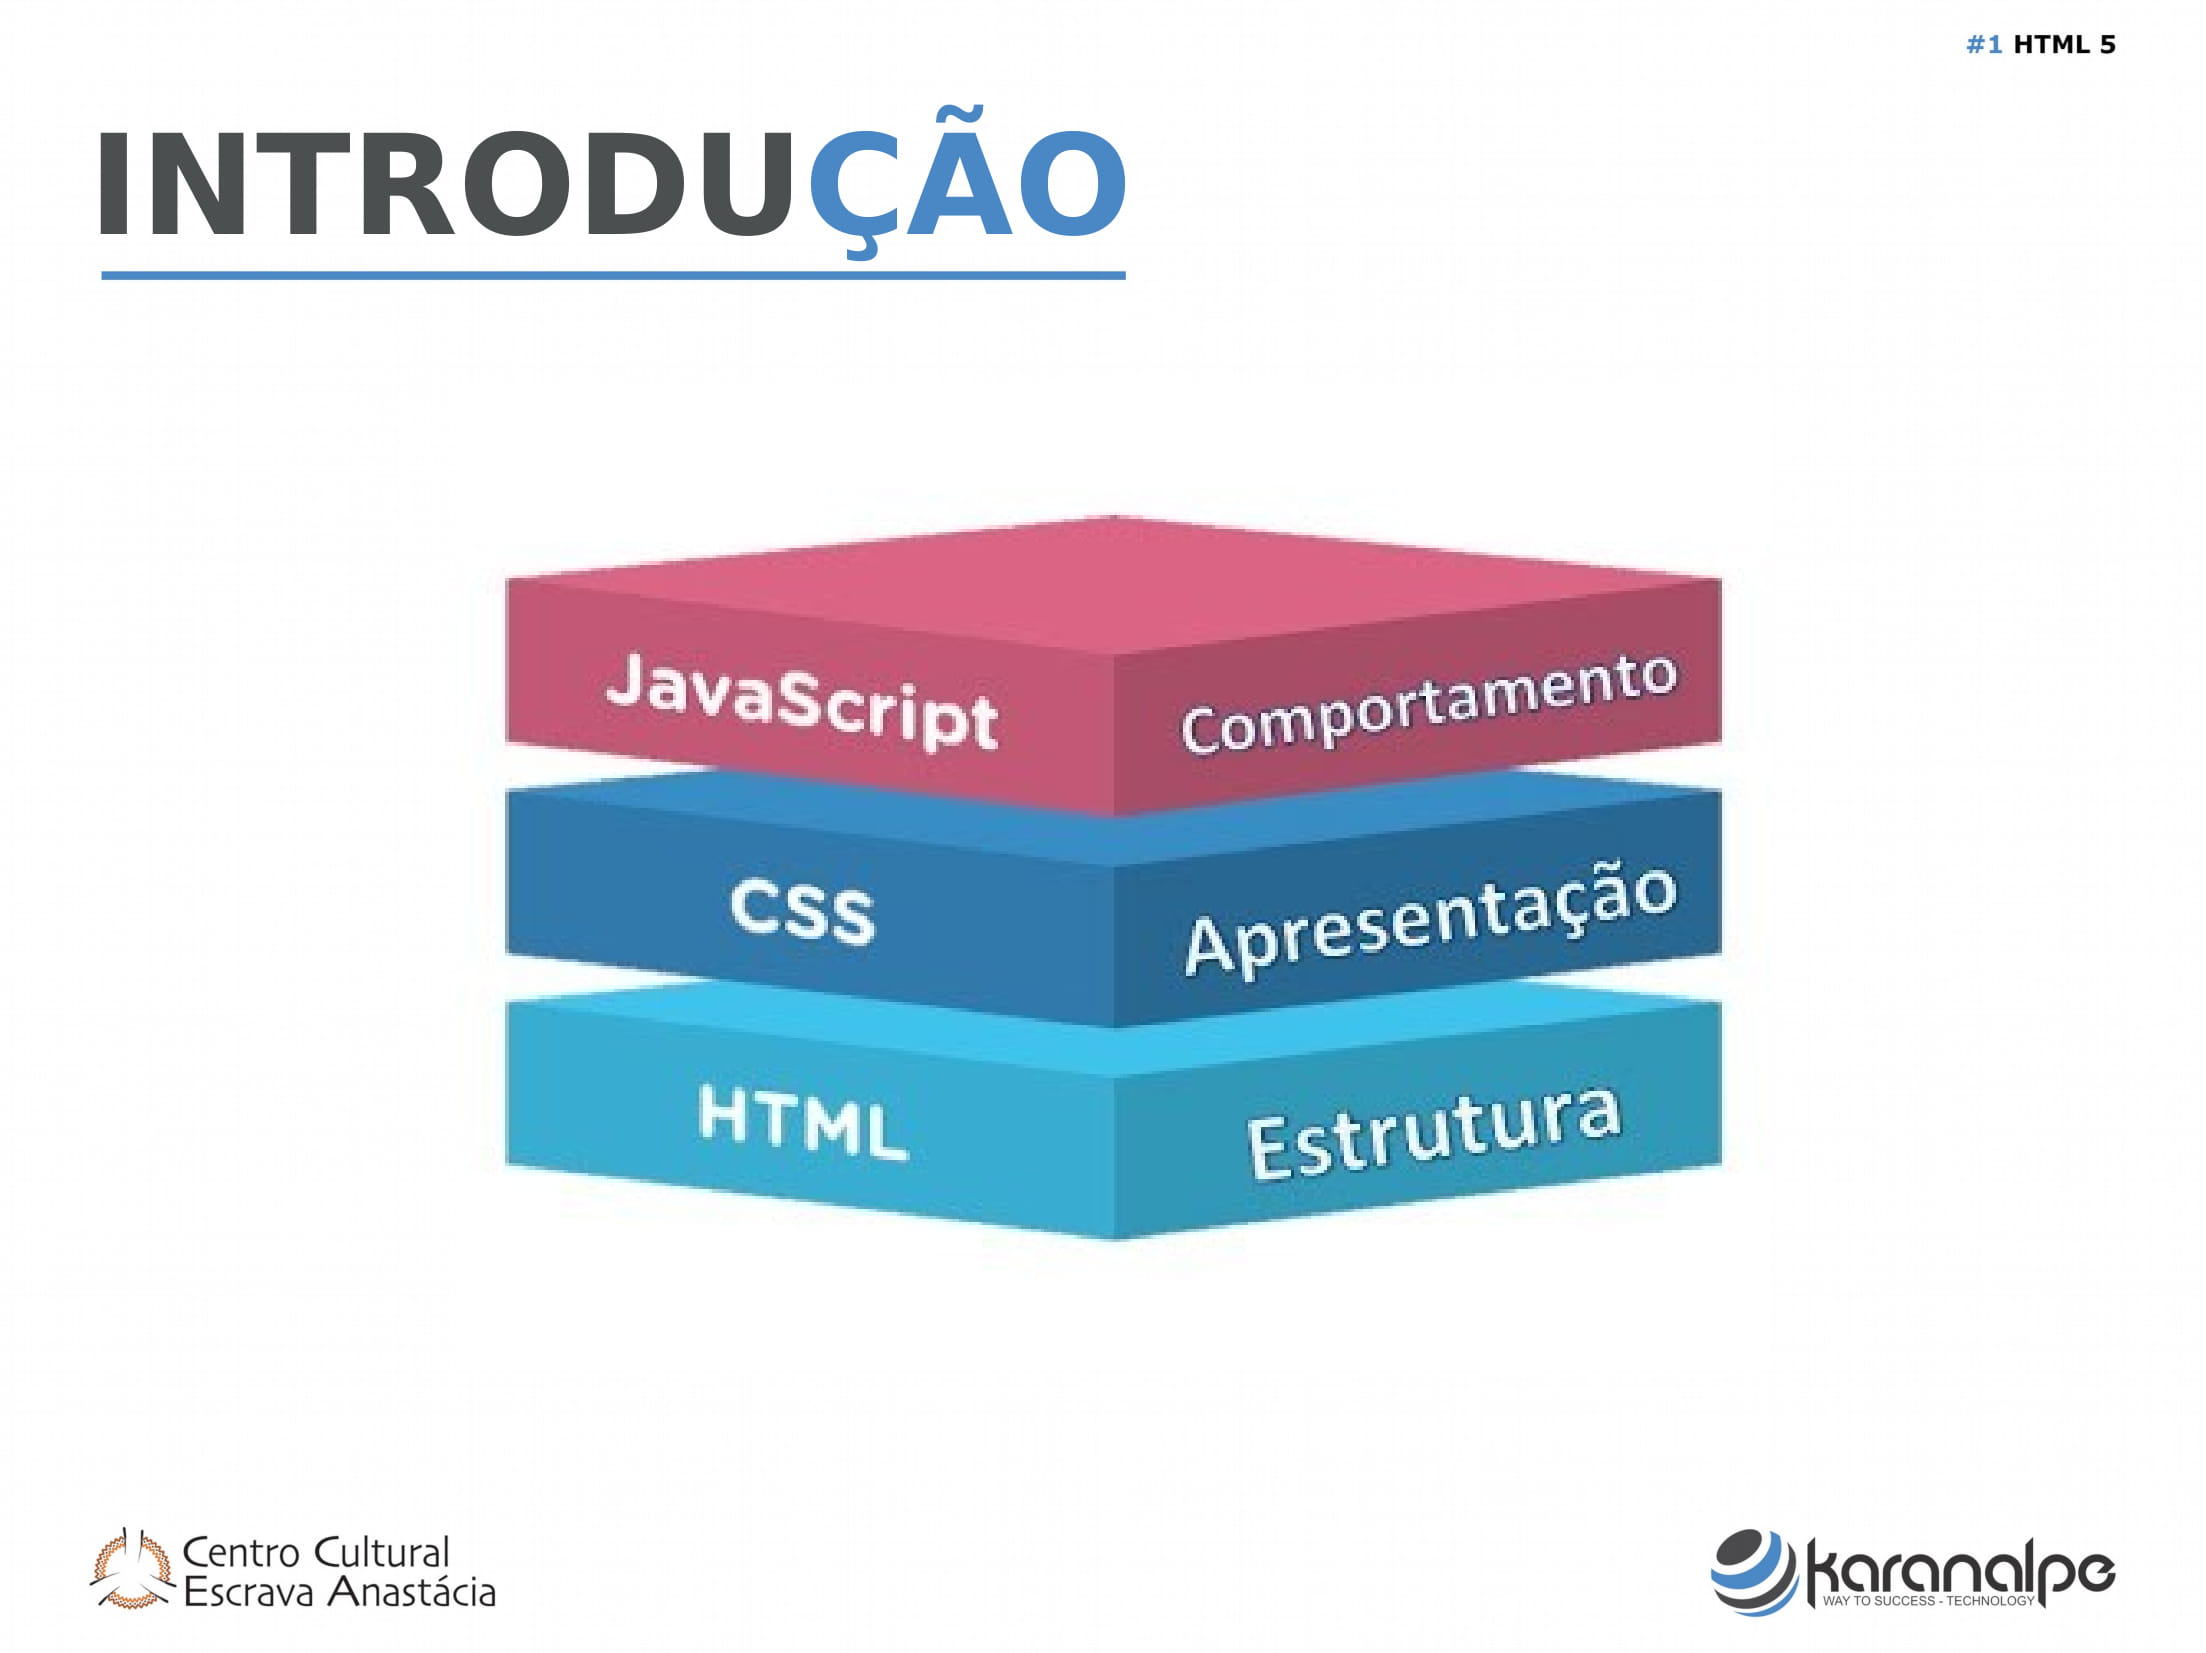 #1 HTML 5
INTRODUÇÃO
JavaScript
Comportamento
CSS
Apresentação
HTML
Estrutura
Centro Cultural
Escrava Anastácia
karanalpe
WAY TO SUCCESS - TECHNOLOGY